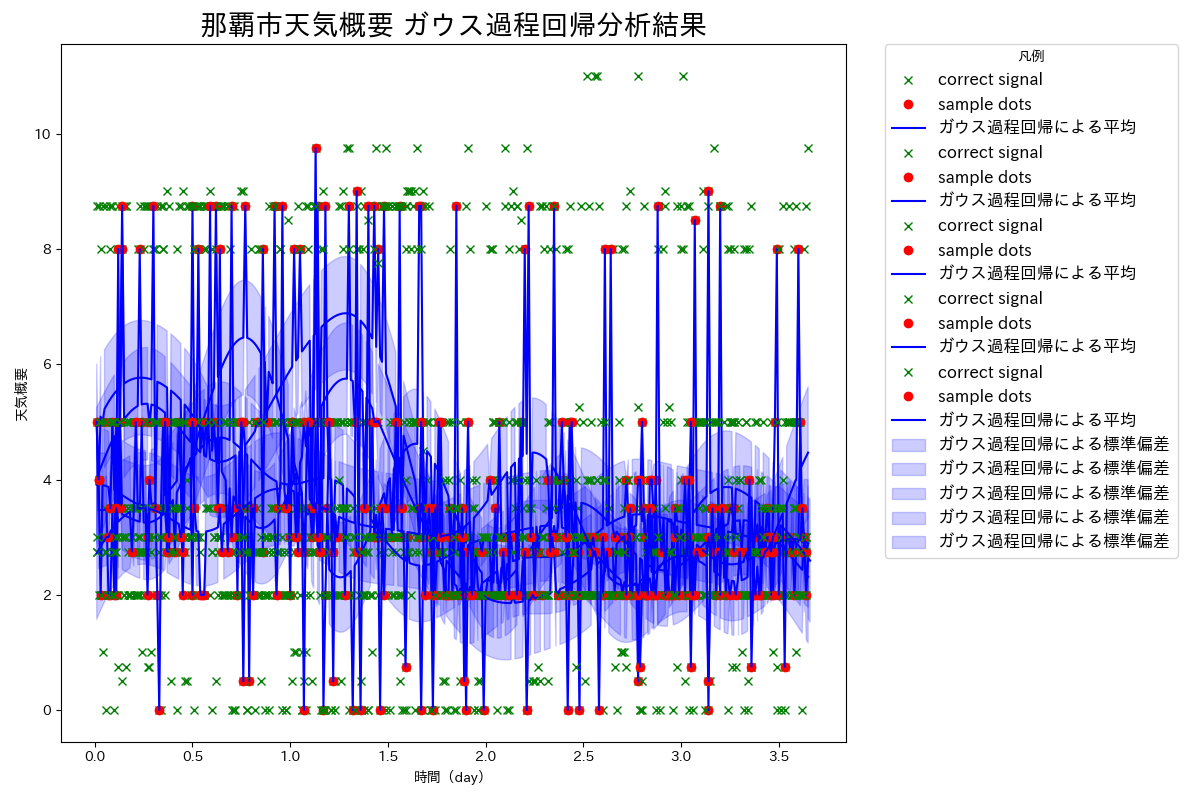 那覇市天気概要 ガウス過程回帰分析結果
天気概要
10
8
6
4
2
0
0.0 0.5 1.0 1.5 2.0 2.5 3.0 3.5
時間（day）
凡例
correct signal
sample dots
ガウス過程回帰による平均
correct signal
sample dots
ガウス過程回帰による平均
correct signal
sample dots
ガウス過程回帰による平均
correct signal
sample dots
ガウス過程回帰による平均
correct signal
sample dots
ガウス過程回帰による平均
ガウス過程回帰による標準偏差
ガウス過程回帰による標準偏差
ガウス過程回帰による標準偏差
ガウス過程回帰による標準偏差
ガウス過程回帰による標準偏差